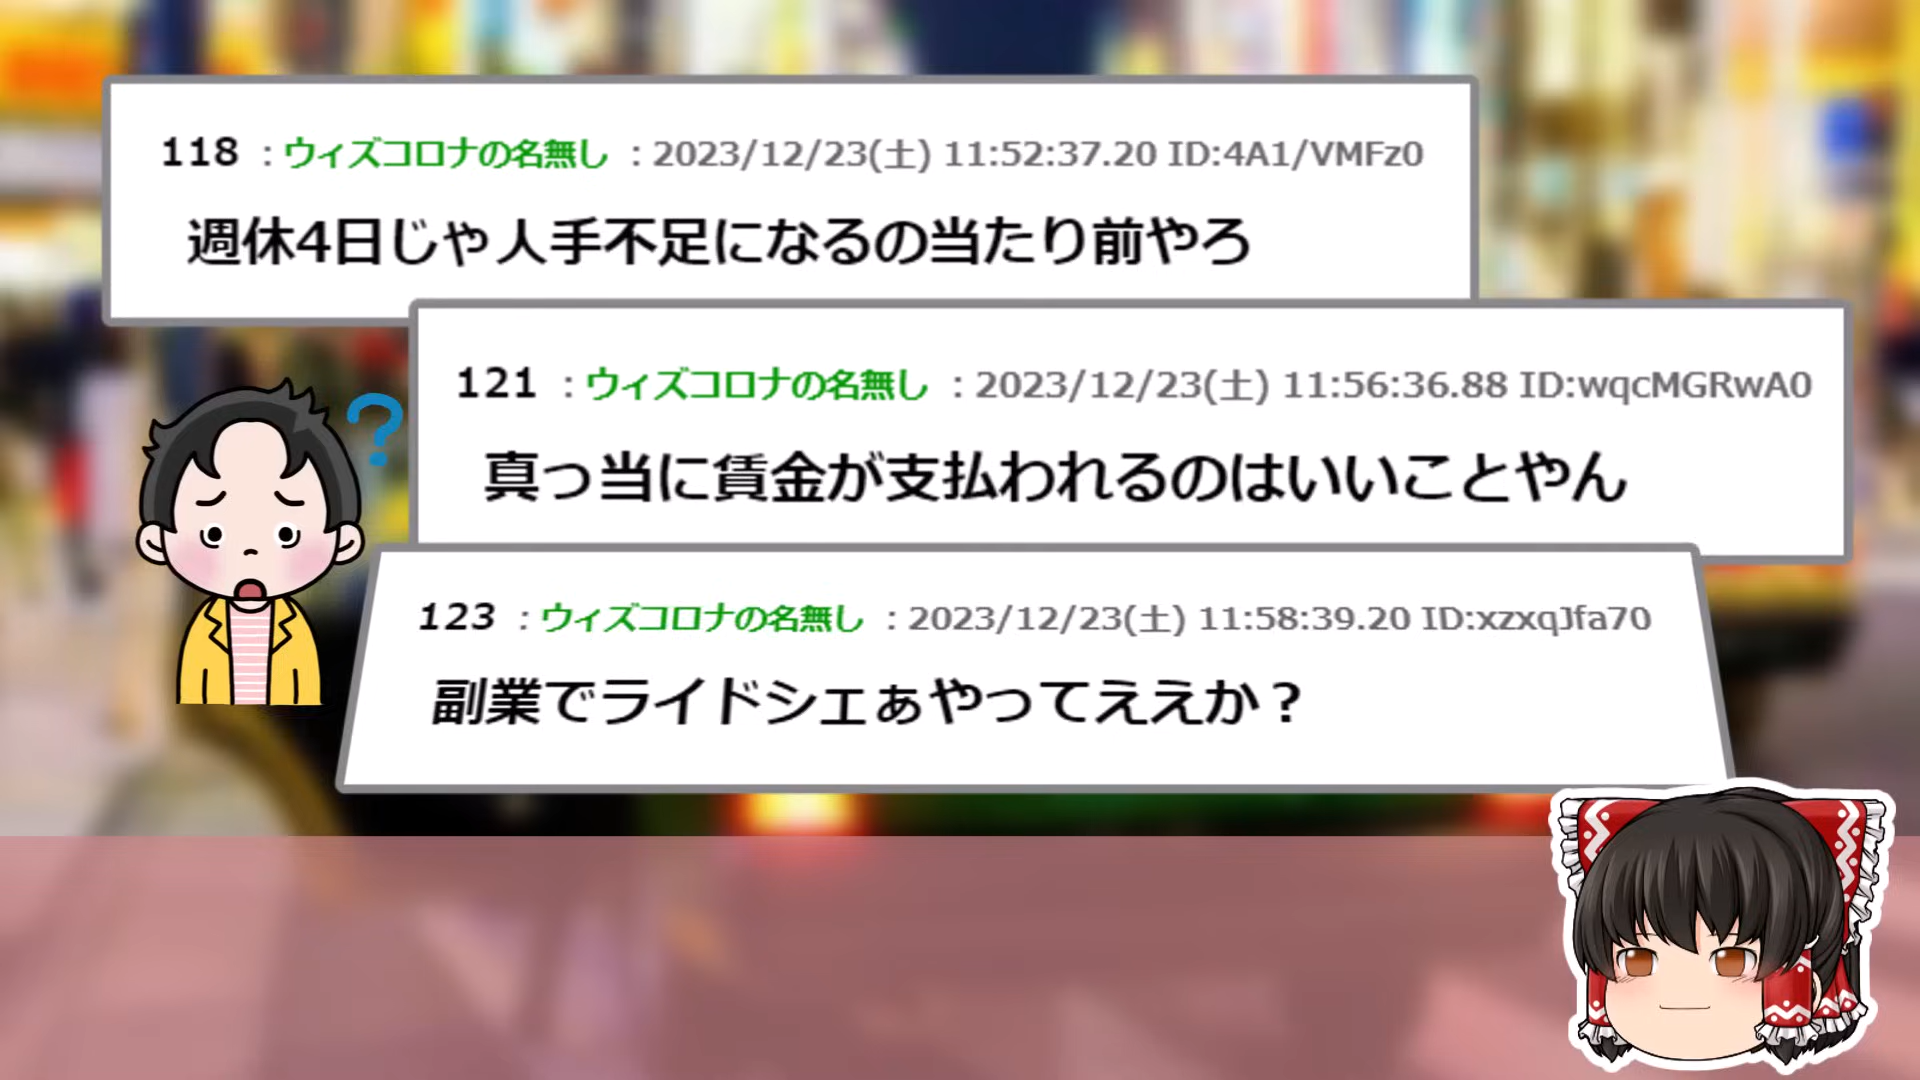 118 :ウィズコロナの名無し :2023/12/23(土) 11:52:37.20 ID:4A1/VMFz0
週休4日じゃ人手不足になるの当たり前やろ
121 :ウィズコロナの名無し :2023/12/23(土) 11:56:36.88 ID:wqcMGRwA0
真っ当に賃金が支払われるのはいいことやん
?
123 :ウィズコロナの名無し :2023/12/23(土) 11:58:39.20 ID:xzxqJfa70
副業でライドシェぁやってええか?